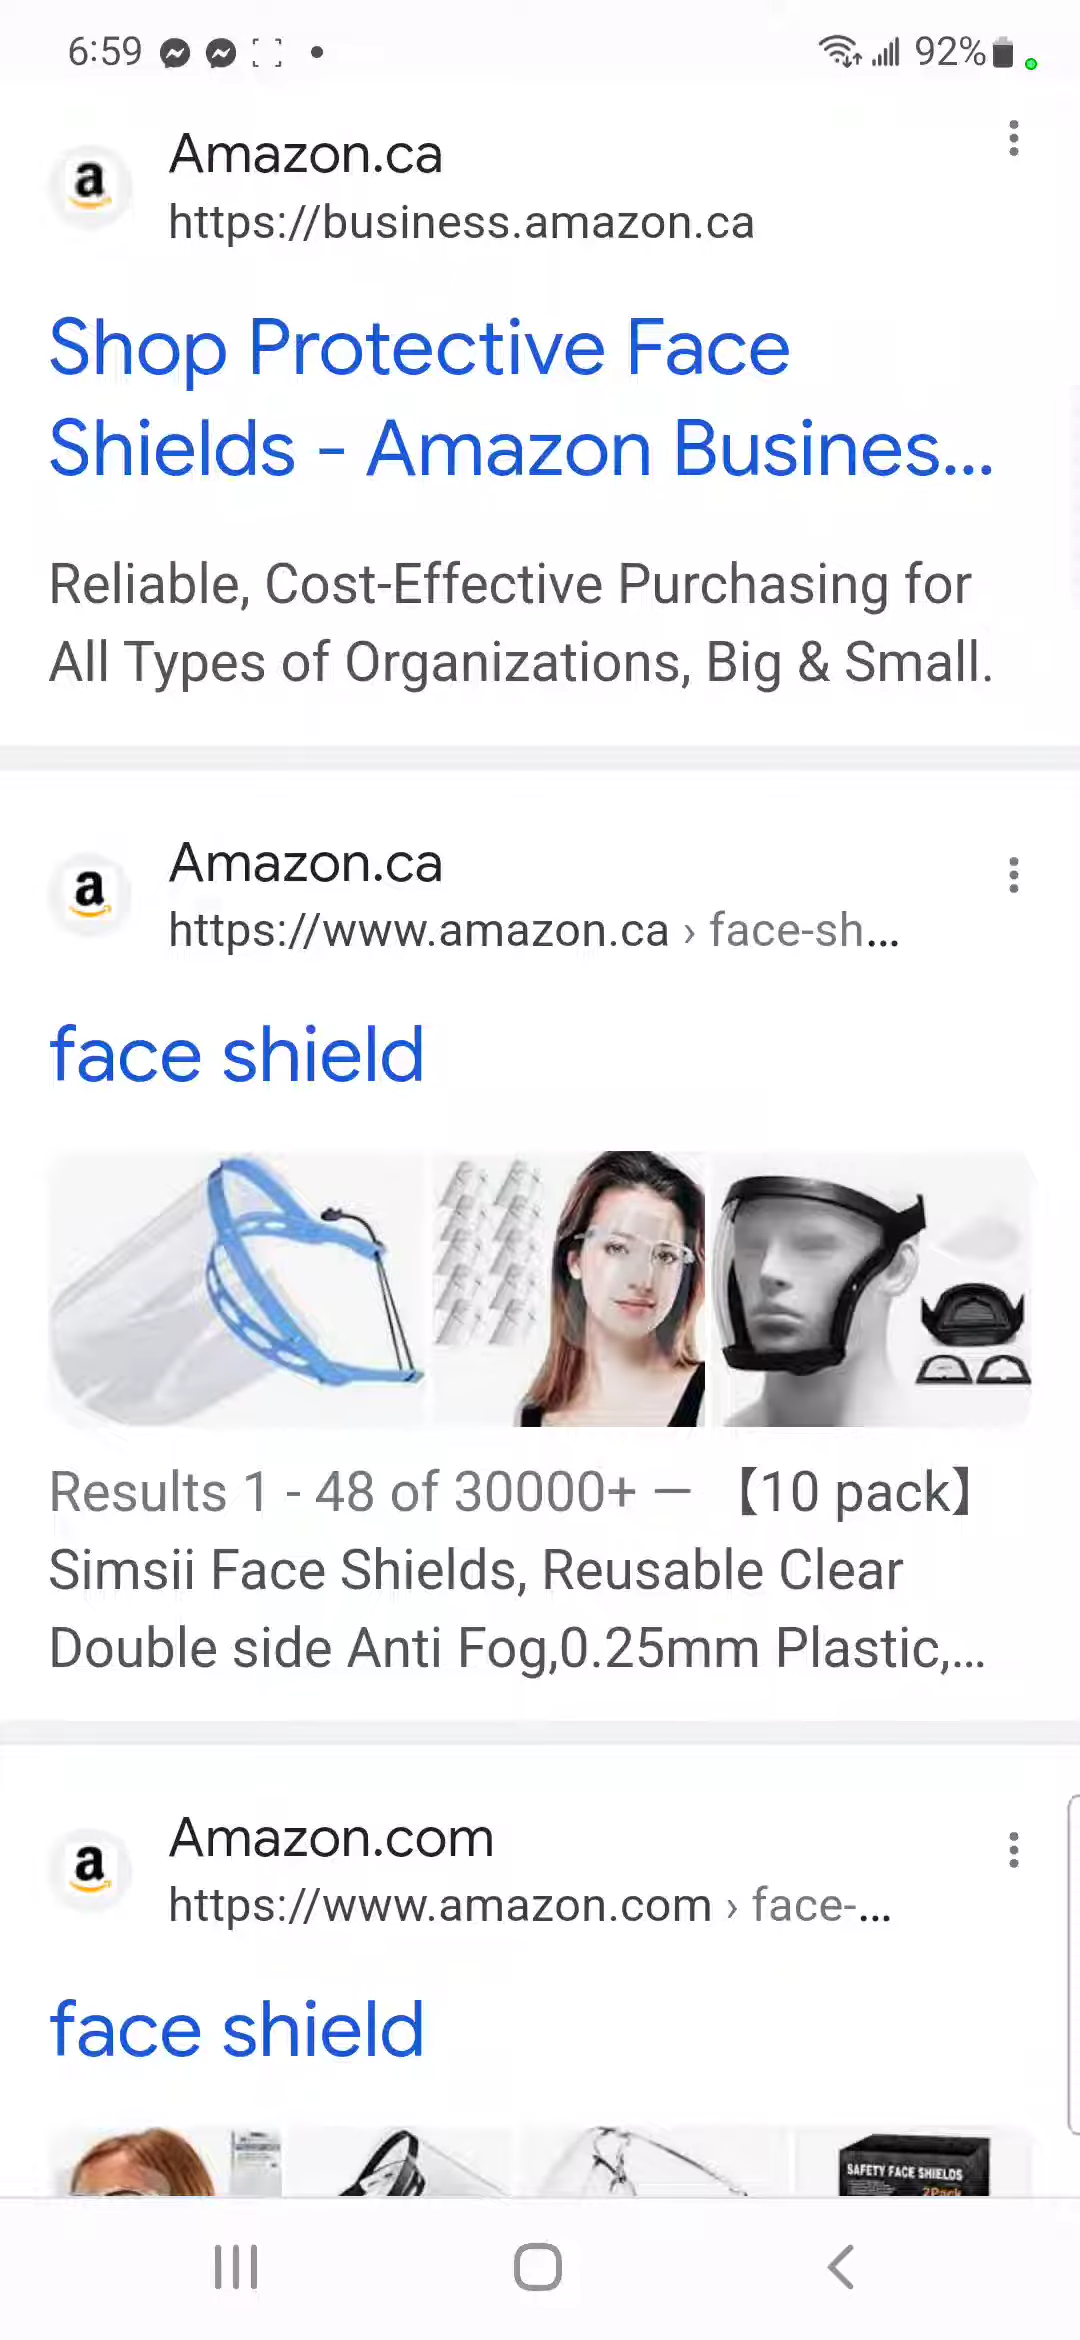 6:59
92%
Amazon.ca
https://business.amazon.ca
Shop Protective Face
Shields - Amazon Busines...
Reliable, Cost-Effective Purchasing for
All Types of Organizations, Big & Small.
a
Amazon.ca
https://www.amazon.ca › face-sh...
a
face shield
Results 1 - 48 of 30000+ — 【10 pack】
Simsii Face Shields, Reusable Clear
Double side Anti Fog,0.25mm Plastic,...
Amazon.com
https://www.amazon.com › face-...
a
face shield
SAFETY FACE SHIELDS
2Pack